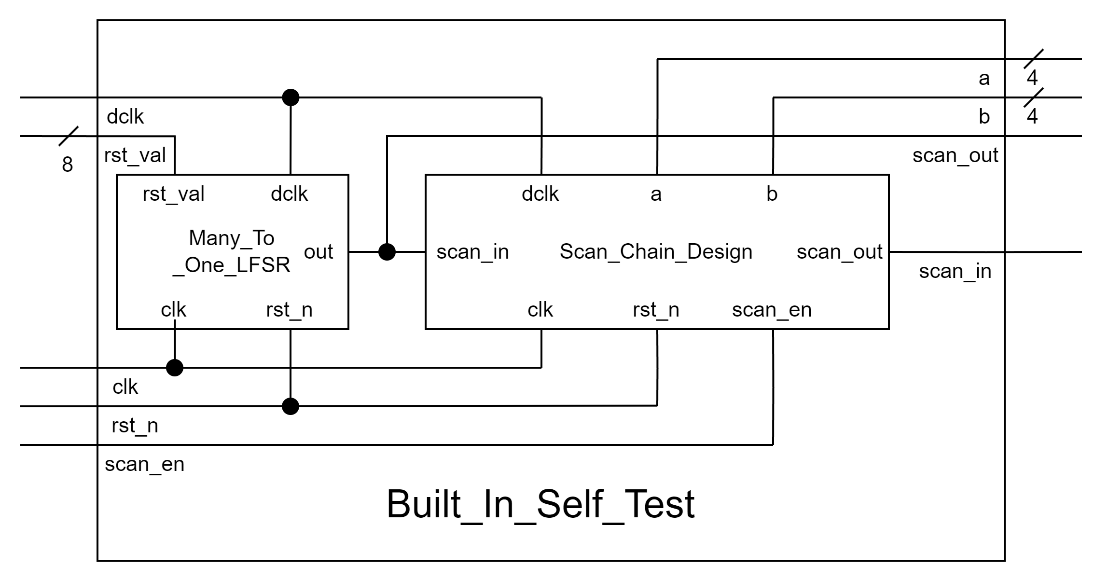 a
4
dclk
b
4
rst_val
scan_out
8
rst_val
dclk
dclk
a
b
Many_To
_One_LFSR
out
scan_in
Scan_Chain_Design
scan_out
scan_in
clk
rst_n
clk
rst_n
scan_en
clk
rst_n
scan_en
Built_In_Self_Test